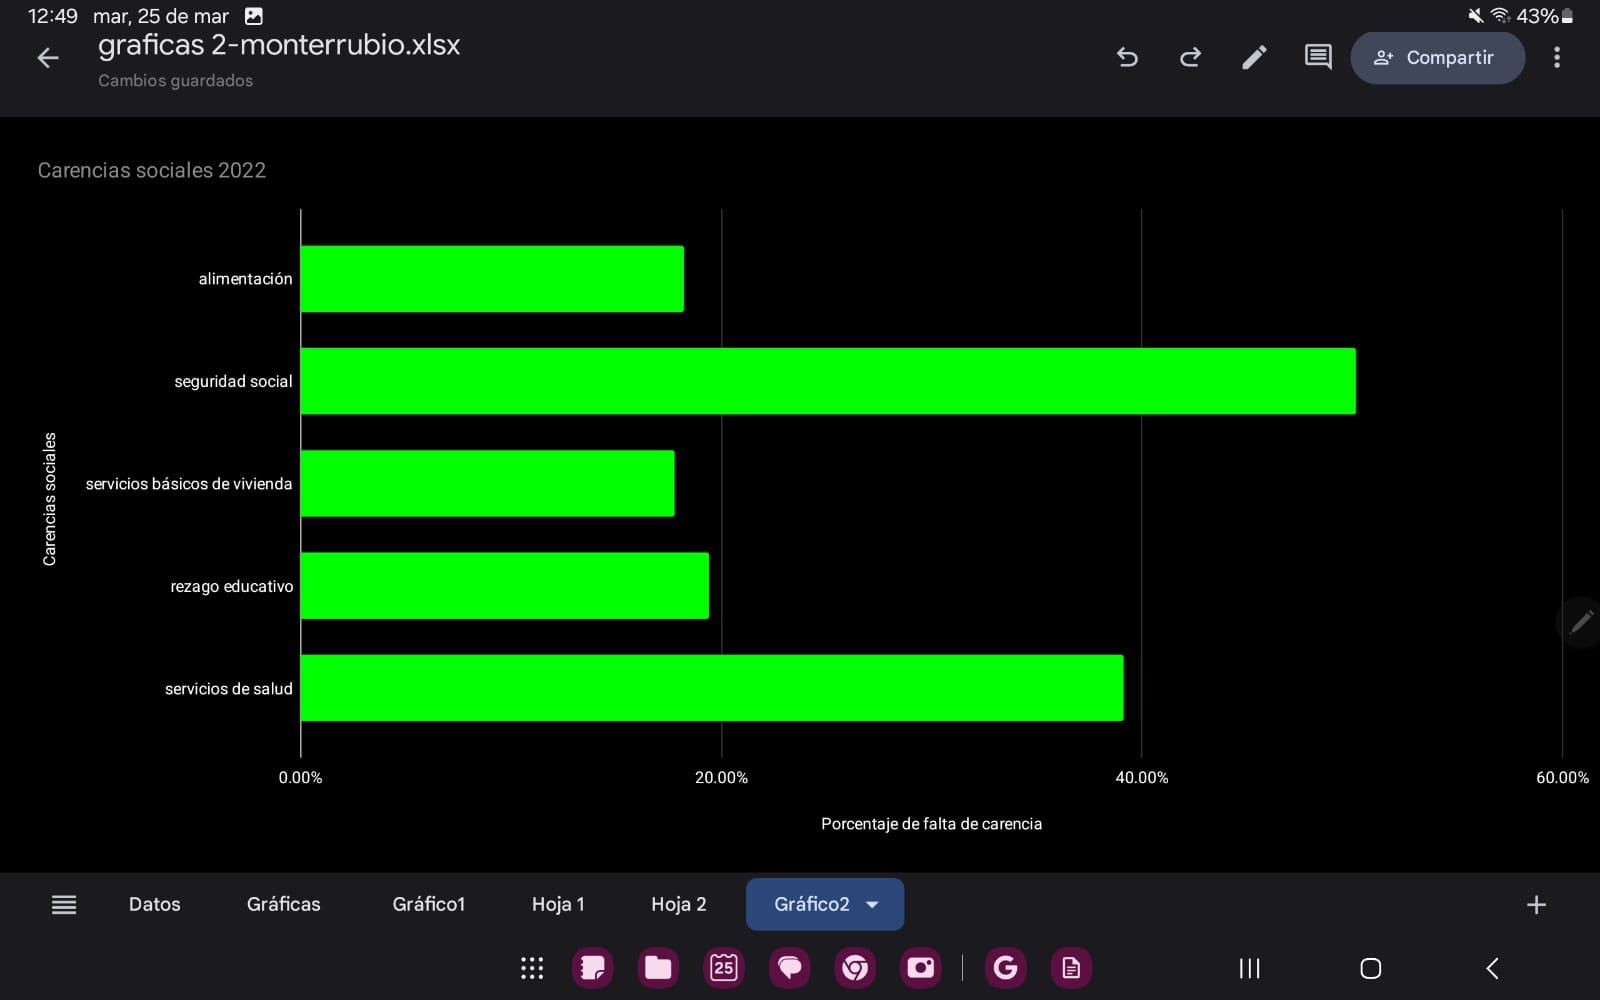 12:49 mar, 25 de mar
43%
graficas 2-monterrubio.xlsx
Cambios guardados
Compartir
Carencias sociales 2022
alimentación
seguridad social
servicios básicos de vivienda
rezago educativo
servicios de salud
Carencias sociales
0.00% 20.00% 40.00% 60.00%
Porcentaje de falta de carencia
Datos Gráficas Gráfico1 Hoja 1 Hoja 2 Gráfico2
25
G